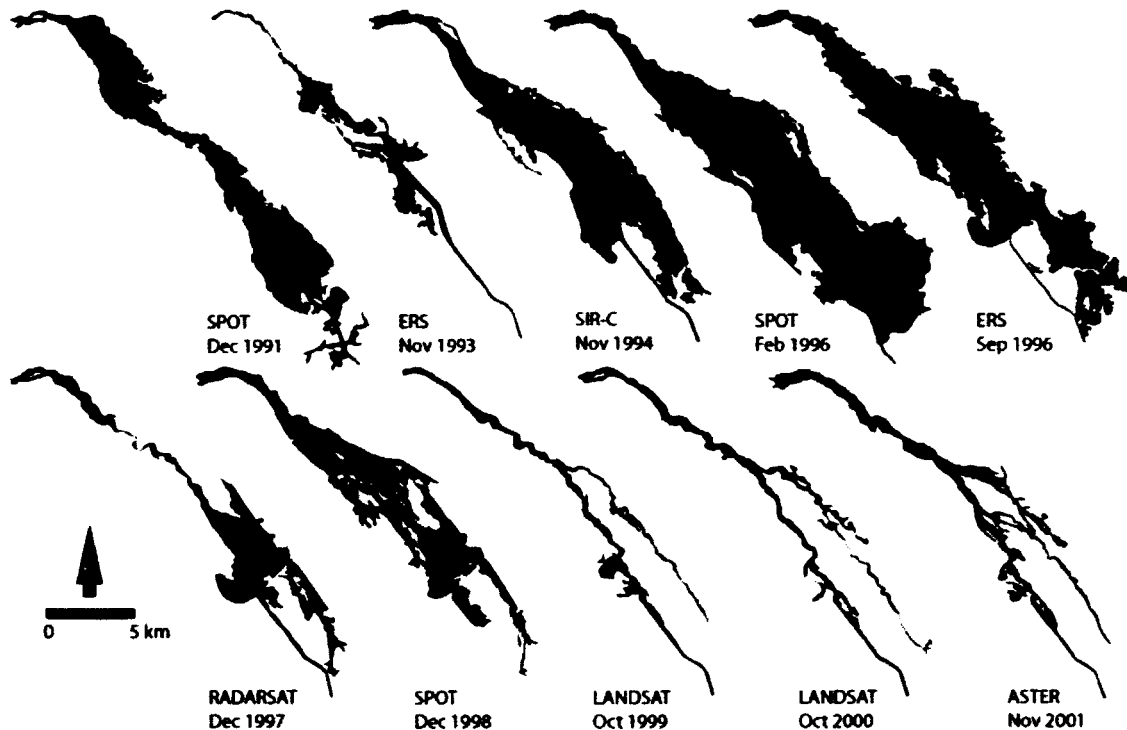 SPOT
Dec 1991
ERS
Nov 1993
SIR-C
Nov 1994
SPOT
Feb 1996
ERS
Sep 1996
0 5 km
RADARSAT
Dec 1997
SPOT
Dec 1998
LANDSAT
Oct 1999
LANDSAT
Oct 2000
ASTER
Nov 2001